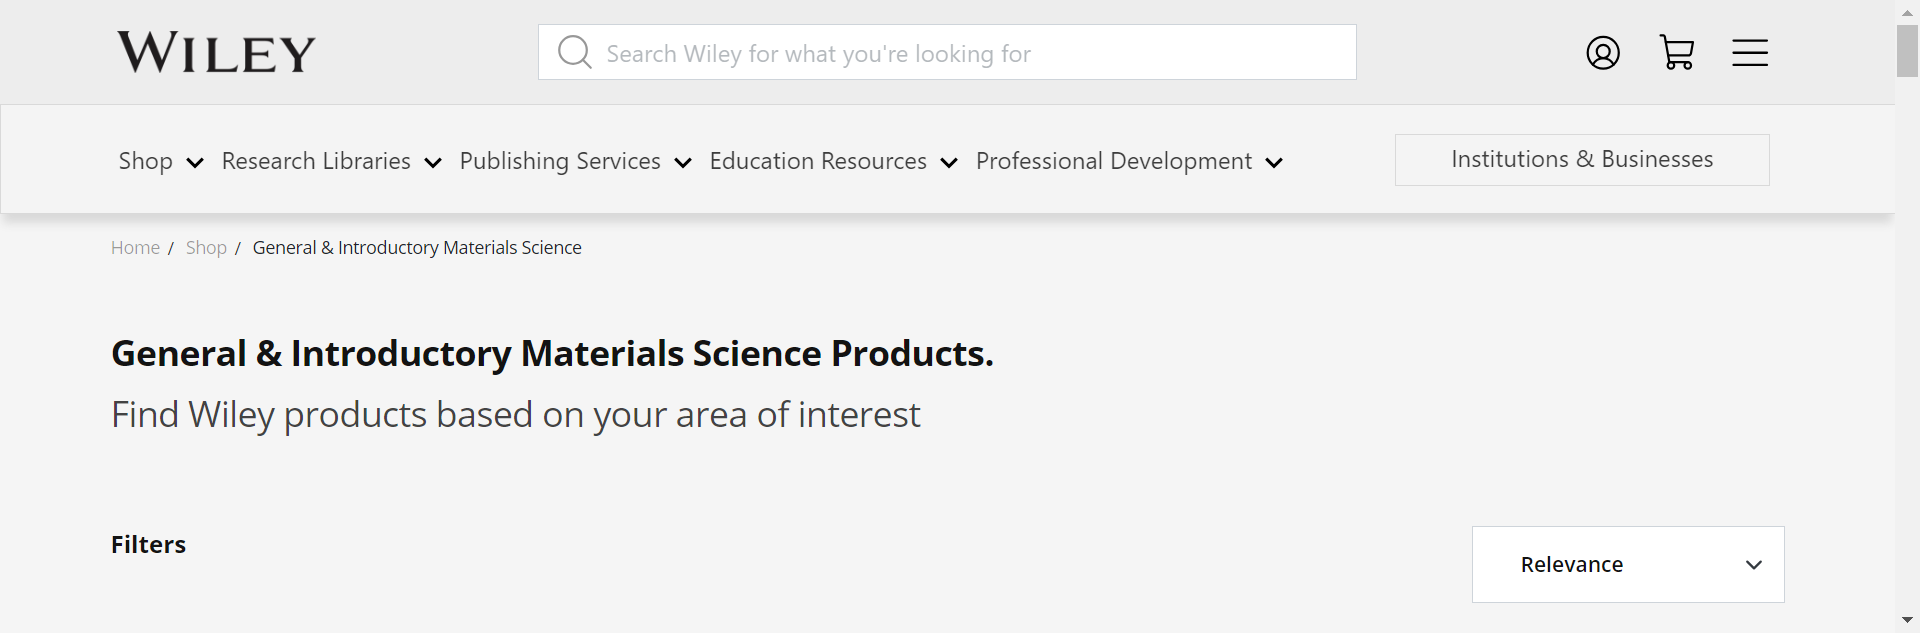 WILEY
Search Wiley for what you're looking for
Shop Research Libraries Publishing Services Education Resources Professional Development Institutions & Businesses
Home / Shop / General & Introductory Materials Science
General & Introductory Materials Science Products.
Find Wiley products based on your area of interest
Filters
Relevance